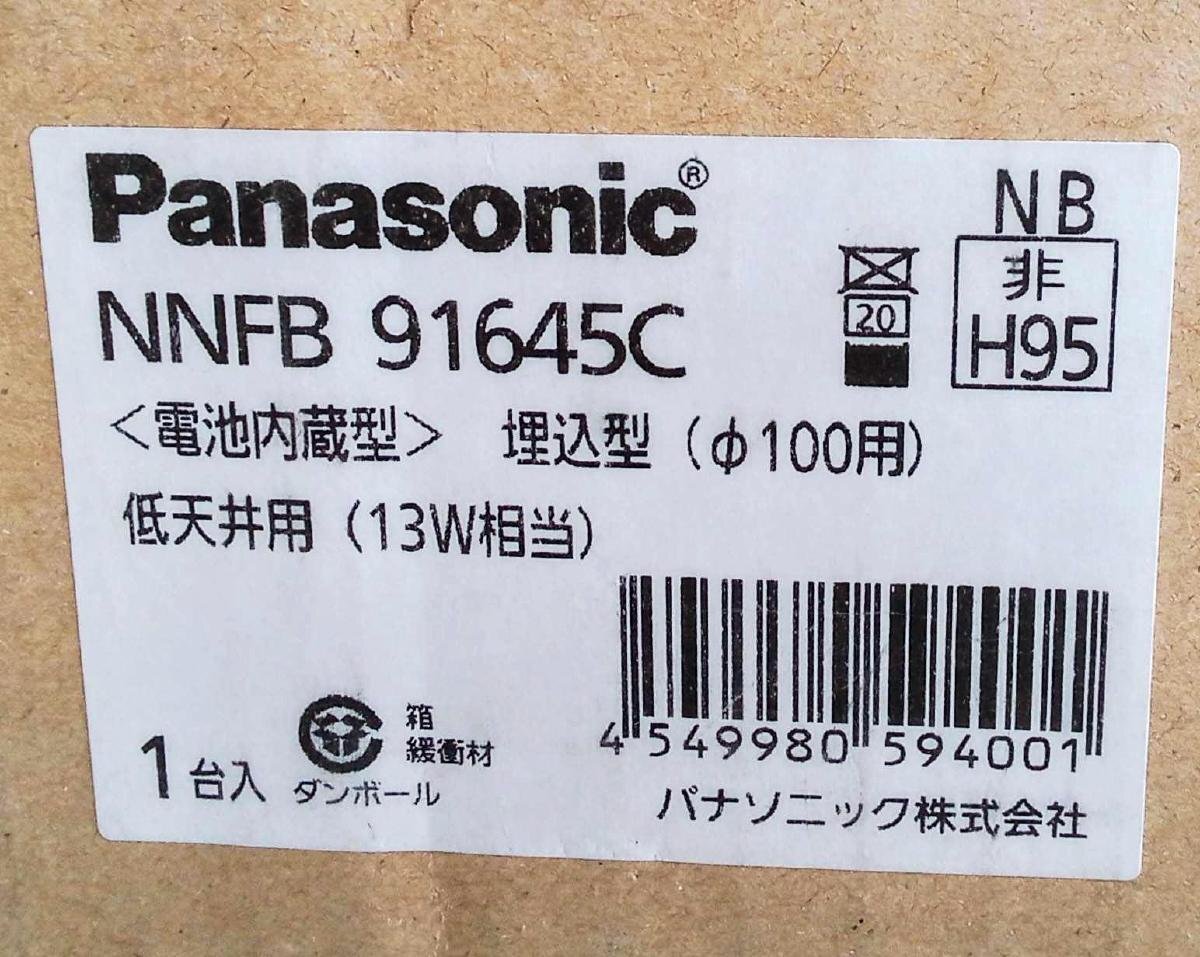 Panasonic®
NB
NNFB 91645C
20
非
H95
<電池内蔵型> 埋込型(φ100用)
低天井用(13W相当)
1台入
箱
緩衝材
ダンボール
4 549980 594001
パナソニック株式会社